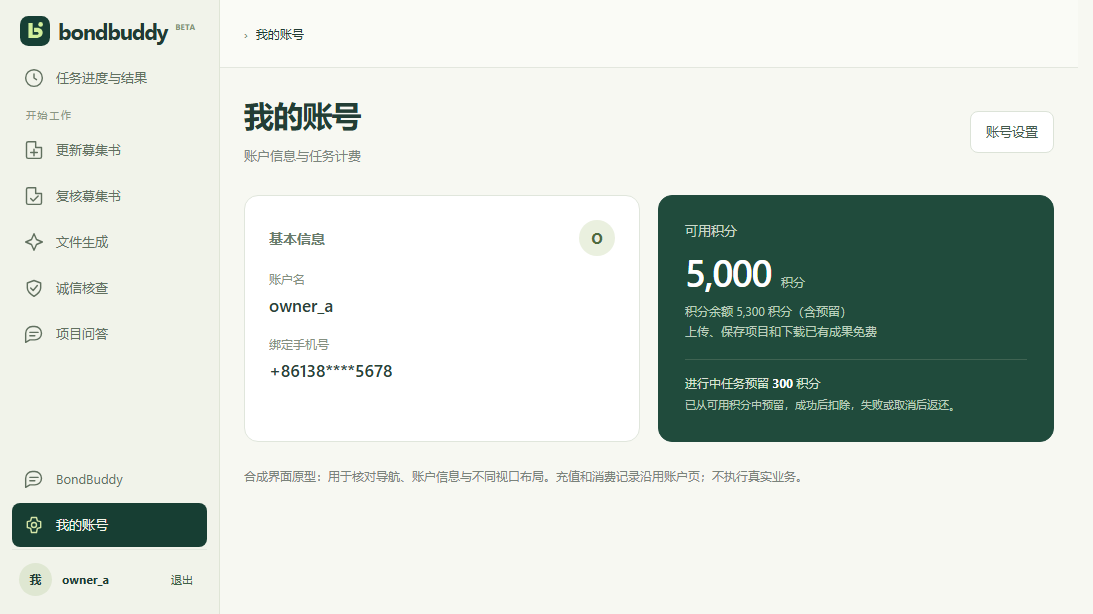 bondbuddy BETA
任务进度与结果
开始工作
更新募集书
复核募集书
文件生成
诚信核查
项目问答
BondBuddy
我的账号
我 owner_a 退出
› 我的账号
我的账号
账户信息与任务计费
账号设置
基本信息
O
账户名
owner_a
绑定手机号
+86138****5678
可用积分
5,000 积分
积分余额 5,300 积分（含预留）
上传、保存项目和下载已有成果免费
进行中任务预留 300 积分
已从可用积分中预留，成功后扣除，失败或取消后返还。
合成界面原型：用于核对导航、账户信息与不同视口布局。充值和消费记录沿用账户页；不执行真实业务。